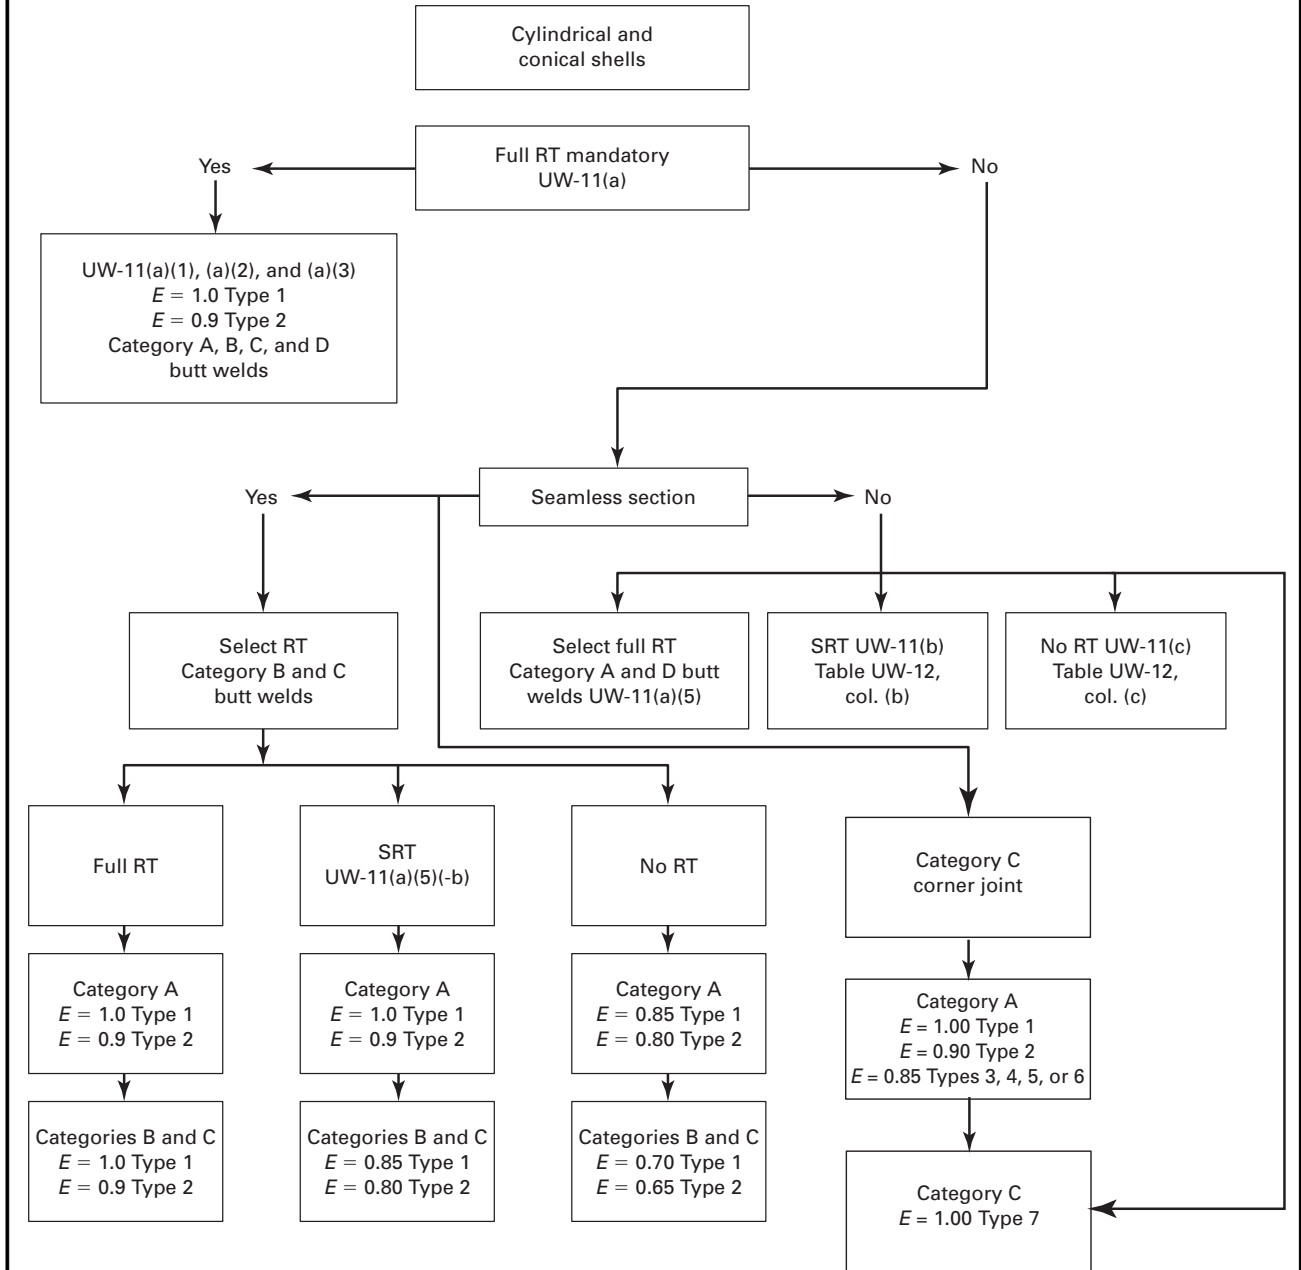 Cylindrical and
conical shells
Full RT mandatory
UW-11(a)
Yes
No
UW-11(a)(1), (a)(2), and (a)(3)
E = 1.0 Type 1
E = 0.9 Type 2
Category A, B, C, and D
butt welds
Seamless section
Yes
No
Select RT
Category B and C
butt welds
Select full RT
Category A and D butt
welds UW-11(a)(5)
SRT UW-11(b)
Table UW-12,
col. (b)
No RT UW-11(c)
Table UW-12,
col. (c)
Full RT
SRT
UW-11(a)(5)(-b)
No RT
Category C
corner joint
Category A
E = 1.0 Type 1
E = 0.9 Type 2
Category A
E = 1.0 Type 1
E = 0.9 Type 2
Category A
E = 0.85 Type 1
E = 0.80 Type 2
Category A
E = 1.00 Type 1
E = 0.90 Type 2
E = 0.85 Types 3, 4, 5, or 6
Categories B and C
E = 1.0 Type 1
E = 0.9 Type 2
Categories B and C
E = 0.85 Type 1
E = 0.80 Type 2
Categories B and C
E = 0.70 Type 1
E = 0.65 Type 2
Category C
E = 1.00 Type 7